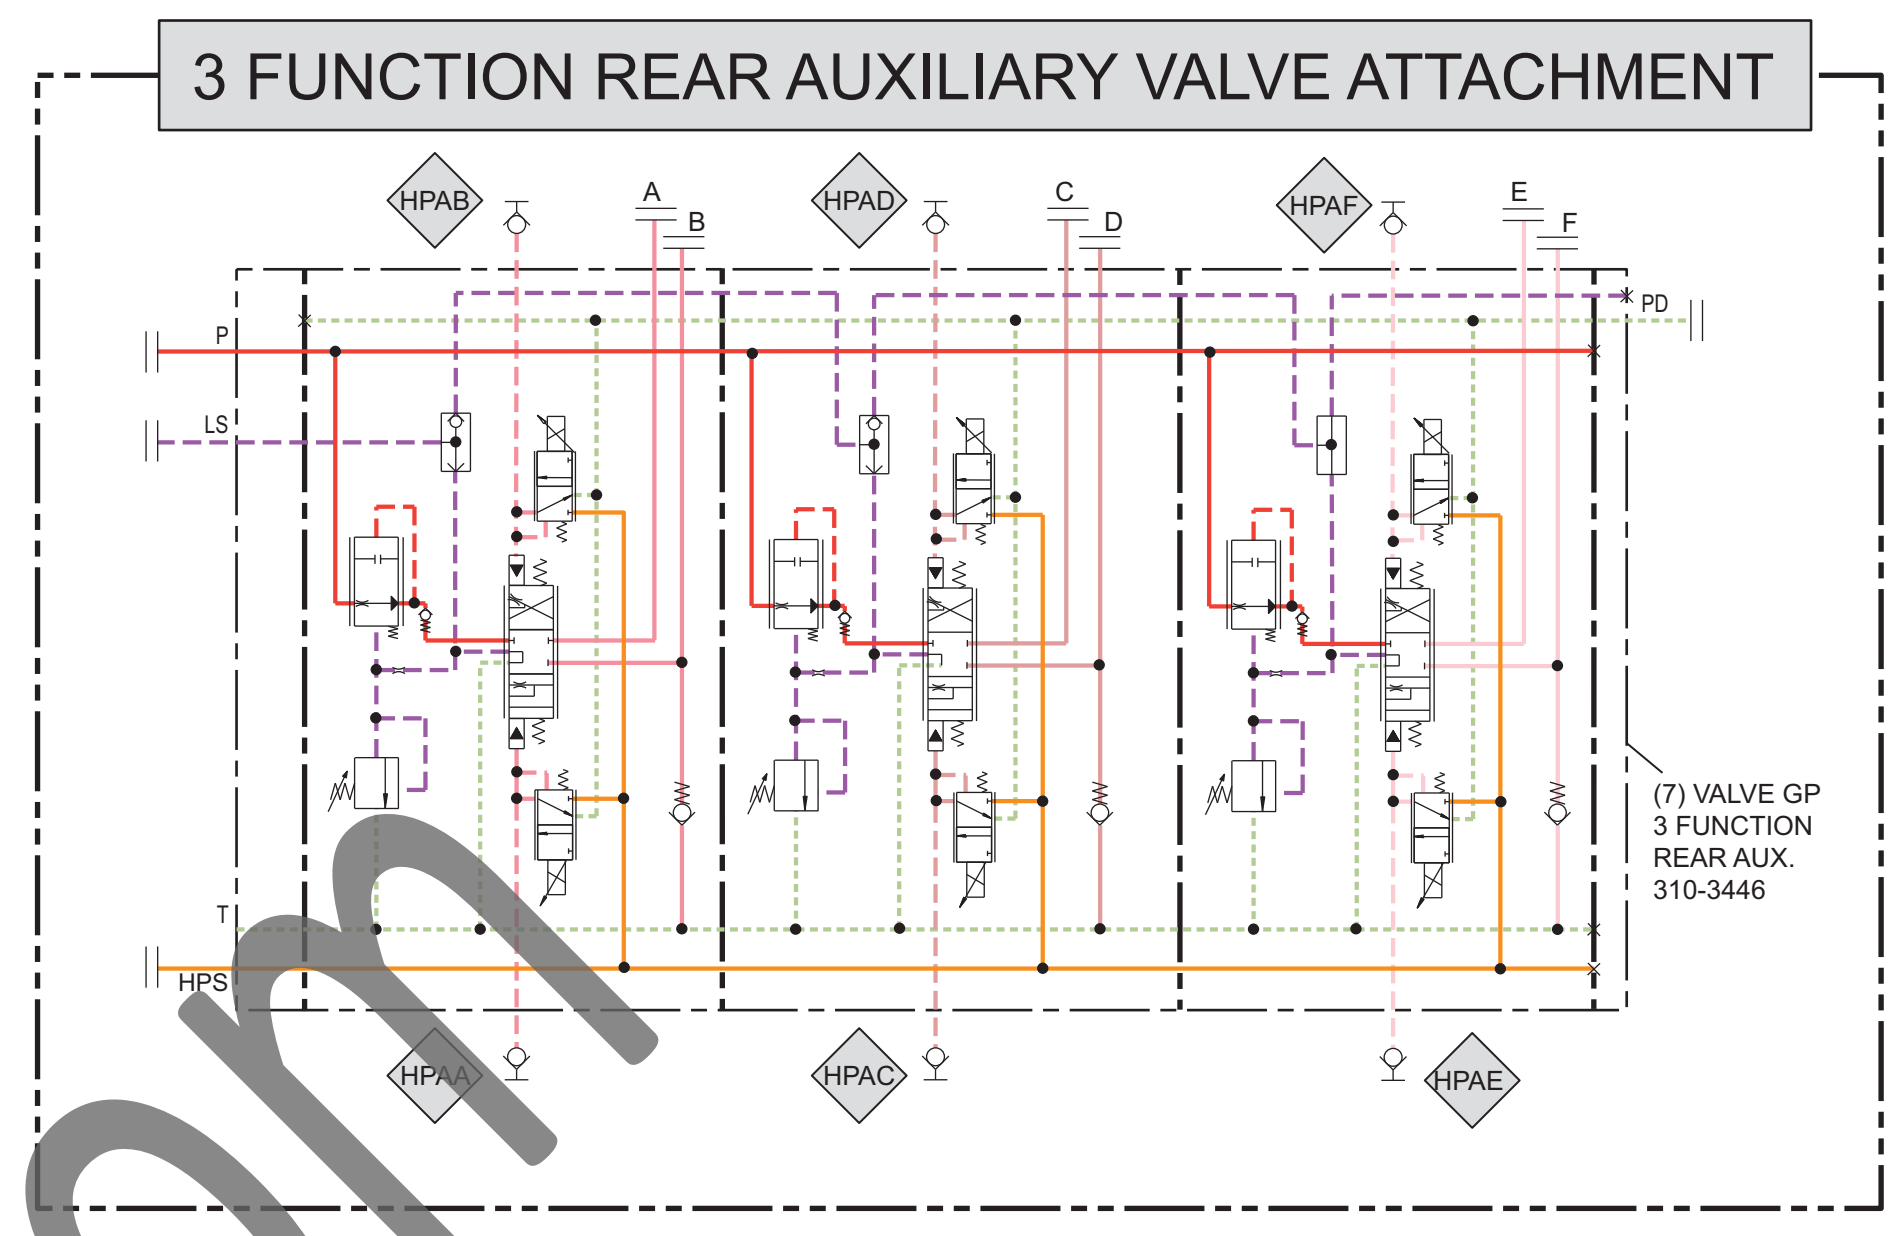 3 FUNCTION REAR AUXILIARY VALVE ATTACHMENT
HPAB
A
B
HPAD
C
D
HPAF
E
F
PD
P
LS
(7) VALVE GP
3 FUNCTION
REAR AUX.
310-3446
T
HPS
HPAA
HPAC
HPAE